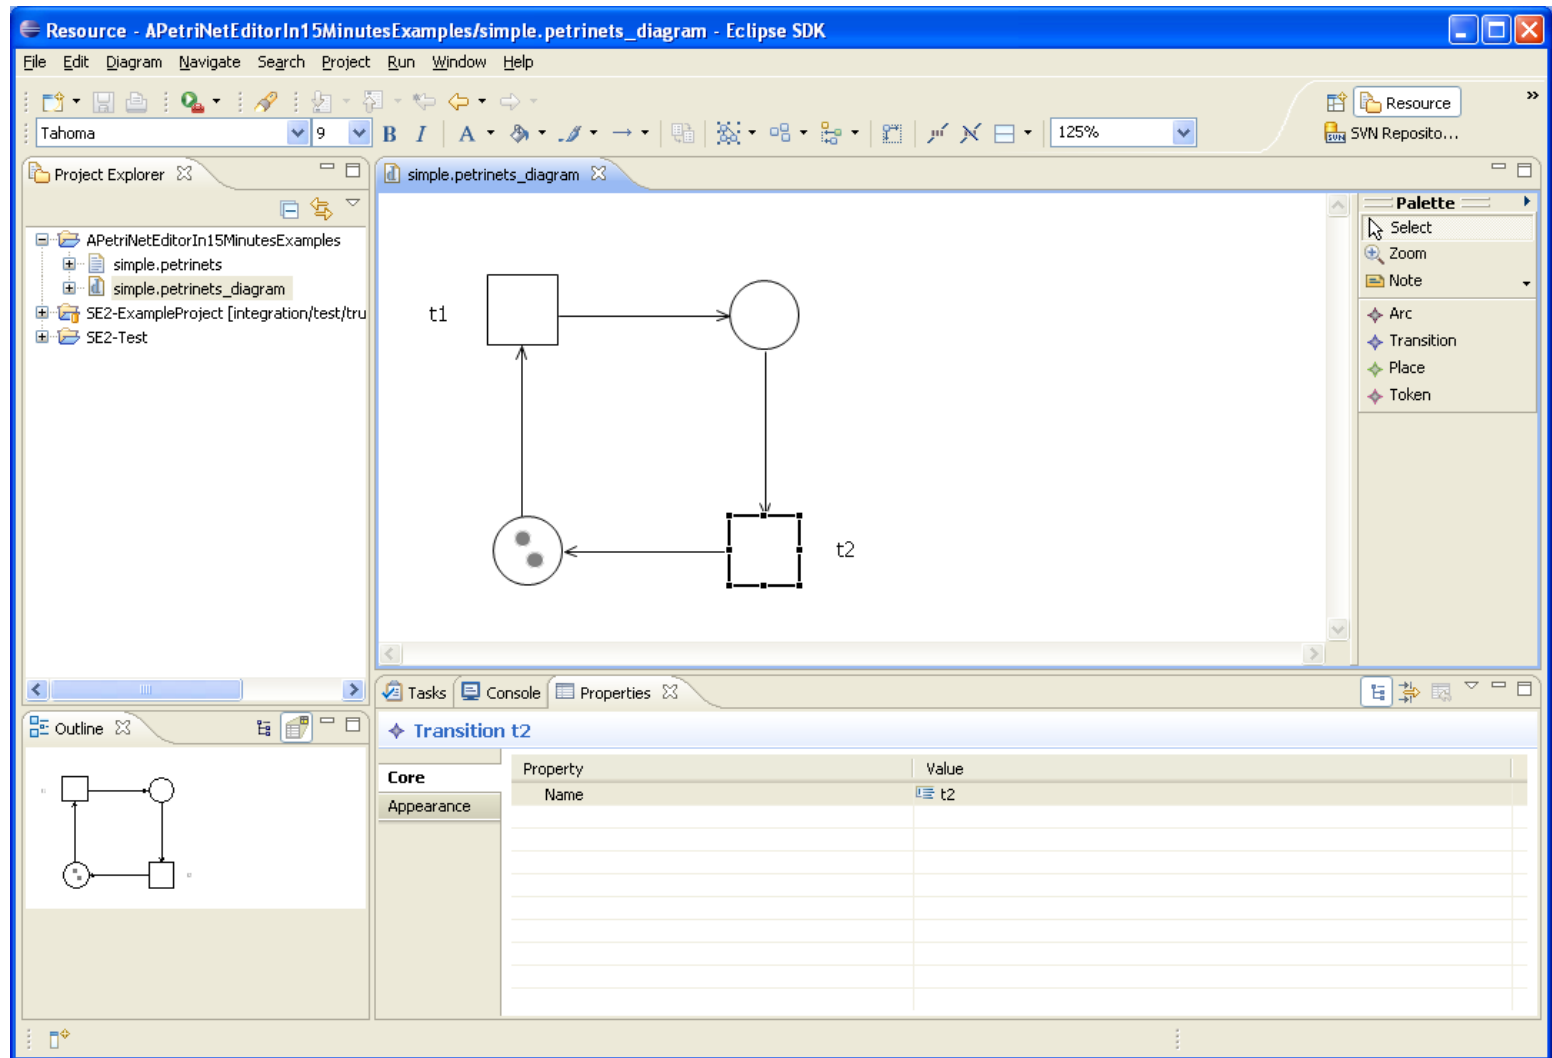 Resource - APetriNetEditorIn15MinutesExamples/simple.petrinets_diagram - Eclipse SDK
File Edit Diagram Navigate Search Project Run Window Help
Resource
»
Tahoma 9 B I A 125% SVN Reposito...
Project Explorer
simple.petrinets_diagram
APetriNetEditorIn15MinutesExamples
simple.petrinets
simple.petrinets_diagram
SE2-ExampleProject [integration/test/tru
SE2-Test
t1
t2
Palette
Select
Zoom
Note
Arc
Transition
Place
Token
Tasks Console Properties
Outline
Transition t2
Core
Appearance
Property Value
Name t2